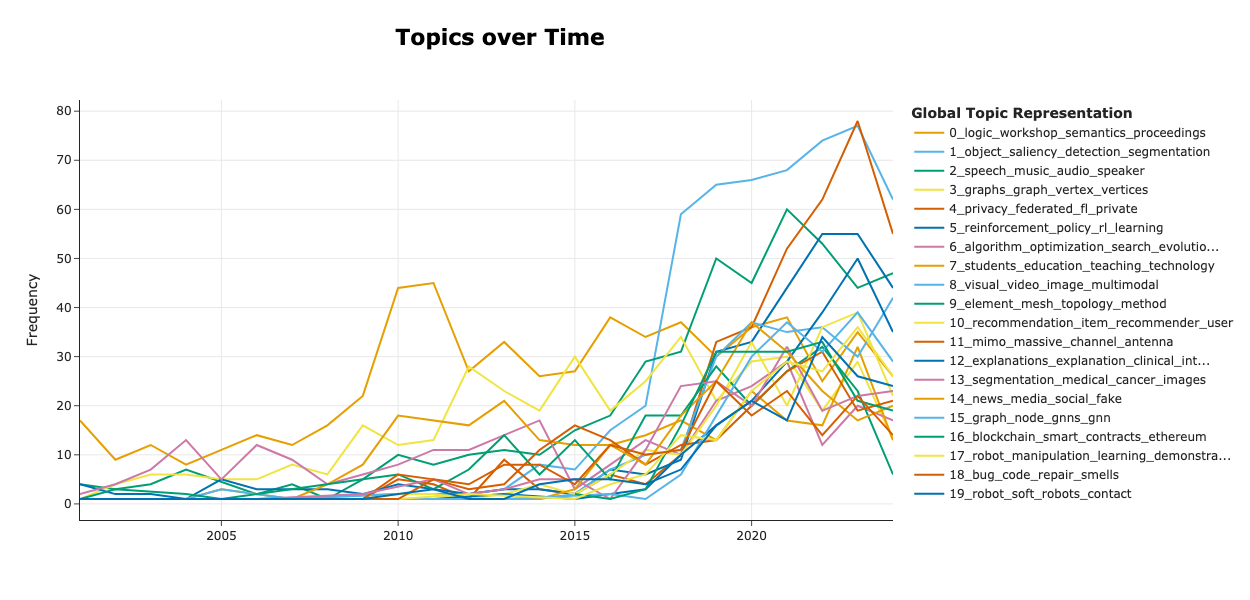 Topics over Time
Global Topic Representation
0_logic_workshop_semantics_proceedings
1_object_saliency_detection_segmentation
2_speech_music_audio_speaker
3_graphs_graph_vertex_vertices
4_privacy_federated_fl_private
5_reinforcement_policy_rl_learning
6_algorithm_optimization_search_evolutio...
7_students_education_teaching_technology
8_visual_video_image_multimodal
9_element_mesh_topology_method
10_recommendation_item_recommender_user
11_mimo_massive_channel_antenna
12_explanations_explanation_clinical_int...
13_segmentation_medical_cancer_images
14_news_media_social_fake
15_graph_node_gnns_gnn
16_blockchain_smart_contracts_ethereum
17_robot_manipulation_learning_demonstra...
18_bug_code_repair_smells
19_robot_soft_robots_contact
Frequency
80
70
60
50
40
30
20
10
0
2005
2010
2015
2020